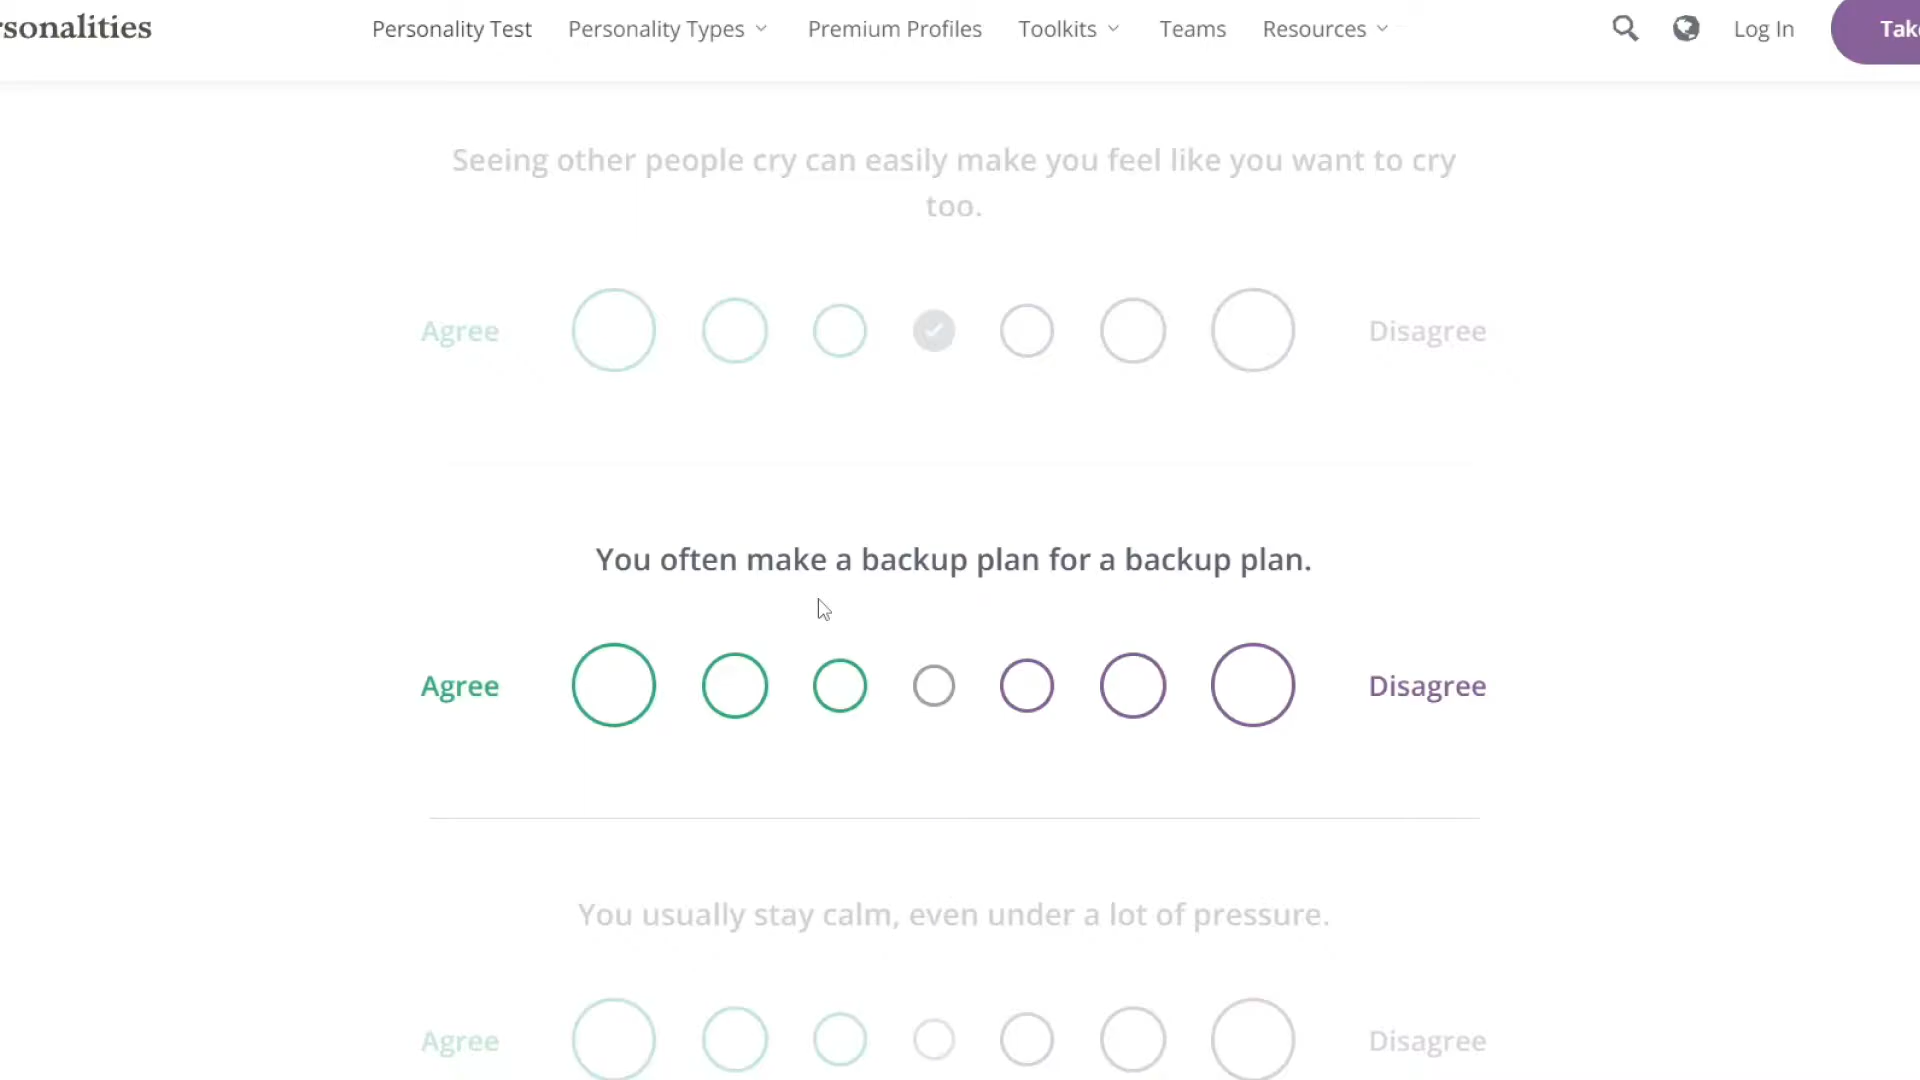 rsonalities
Personality Test Personality Types Premium Profiles Toolkits Teams Resources Log In Take
Seeing other people cry can easily make you feel like you want to cry
too.
Agree Disagree
You often make a backup plan for a backup plan.
Agree Disagree
You usually stay calm, even under a lot of pressure.
Agree Disagree